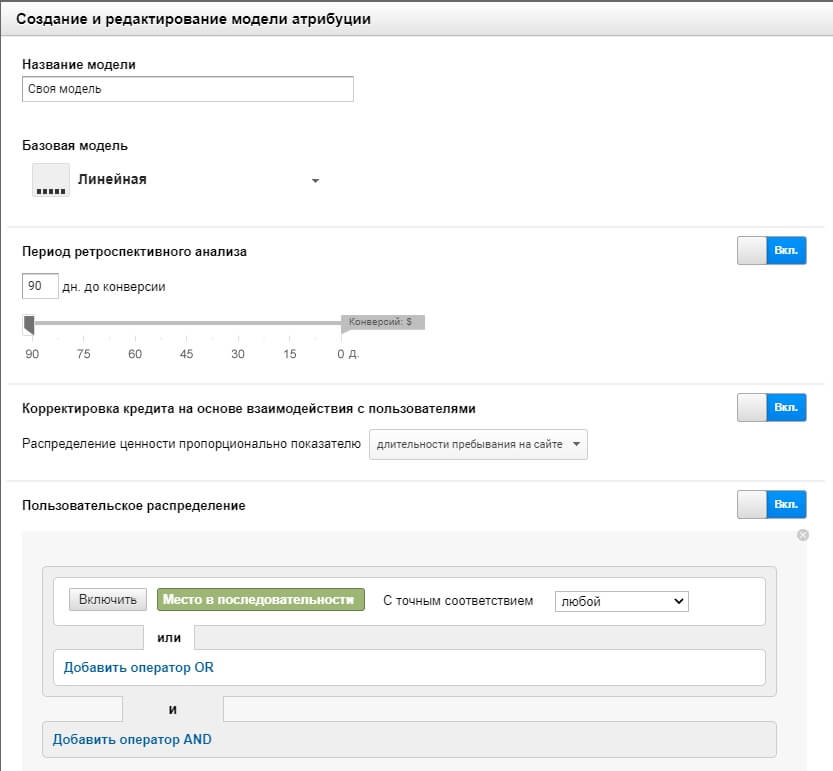 Создание и редактирование модели атрибуции
Название модели
Своя модель
Базовая модель
Линейная
Период ретроспективного анализа
Вкл.
90 дн. до конверсии
Конверсий: $
90 75 60 45 30 15 0 д.
Корректировка кредита на основе взаимодействия с пользователями
Вкл.
Распределение ценности пропорционально показателю длительности пребывания на сайте
Пользовательское распределение
Вкл.
Включить Место в последовательности С точным соответствием любой
или
Добавить оператор OR
и
Добавить оператор AND